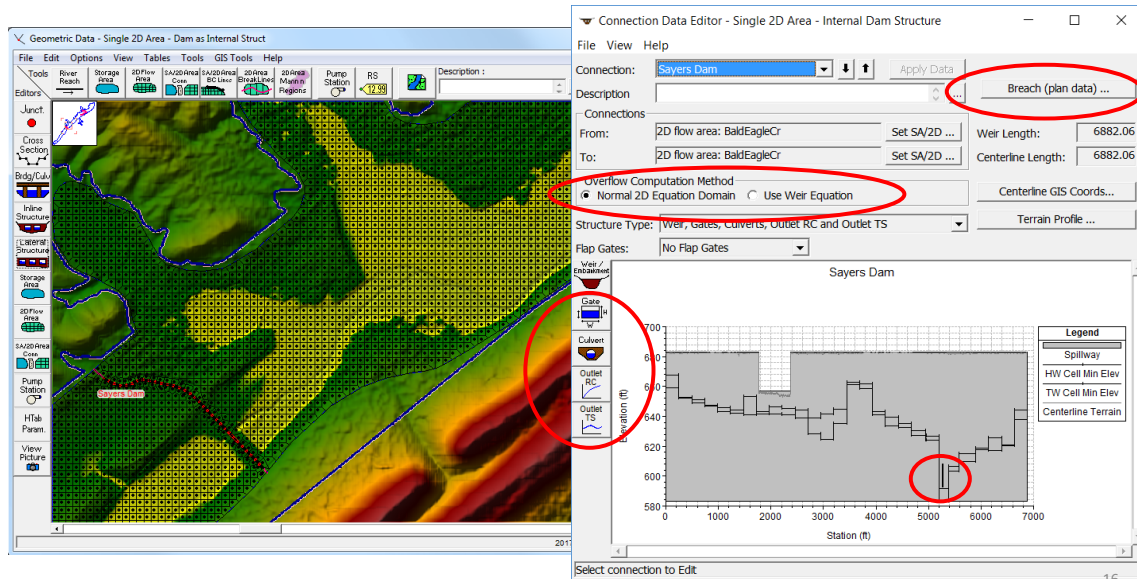 Geometric Data - Single 2D Area - Dam as Internal Struct
File Edit Options View Tables Tools GIS Tools Help
Tools
Editors
River
Reach
Storage
Area
2D Flow
Area
SA/2D Area
Conn
SA/2D Area
BC Lines
2D Area
BreakLines
2D Area
Mann n
Regions
Pump
Station
RS
12.99
Description :
Junct.
Cross
Section
Brdg/Culv
Inline
Structure
Lateral
Structure
Storage
Area
2D Flow
Area
SA/2D Area
Conn
Pump
Station
HTab
Param.
View
Picture
Sayers Dam
2017
Connection Data Editor - Single 2D Area - Internal Dam Structure
File View Help
Connection: Sayers Dam Apply Data
Description ... Breach (plan data) ...
Connections
From: 2D flow area: BaldEagleCr Set SA/2D ... Weir Length: 6882.06
To: 2D flow area: BaldEagleCr Set SA/2D ... Centerline Length: 6882.06
Overflow Computation Method
Normal 2D Equation Domain Use Weir Equation
Centerline GIS Coords...
Structure Type: Weir, Gates, Culverts, Outlet RC and Outlet TS
Terrain Profile ...
Flap Gates: No Flap Gates
Weir /
Embankment
Gate
H
W
Culvert
Outlet
RC
Outlet
TS
Sayers Dam
700
680
660
640
620
600
580
Elevation (ft)
0 1000 2000 3000 4000 5000 6000 7000
Station (ft)
Legend
Spillway
HW Cell Min Elev
TW Cell Min Elev
Centerline Terrain
Select connection to Edit
16